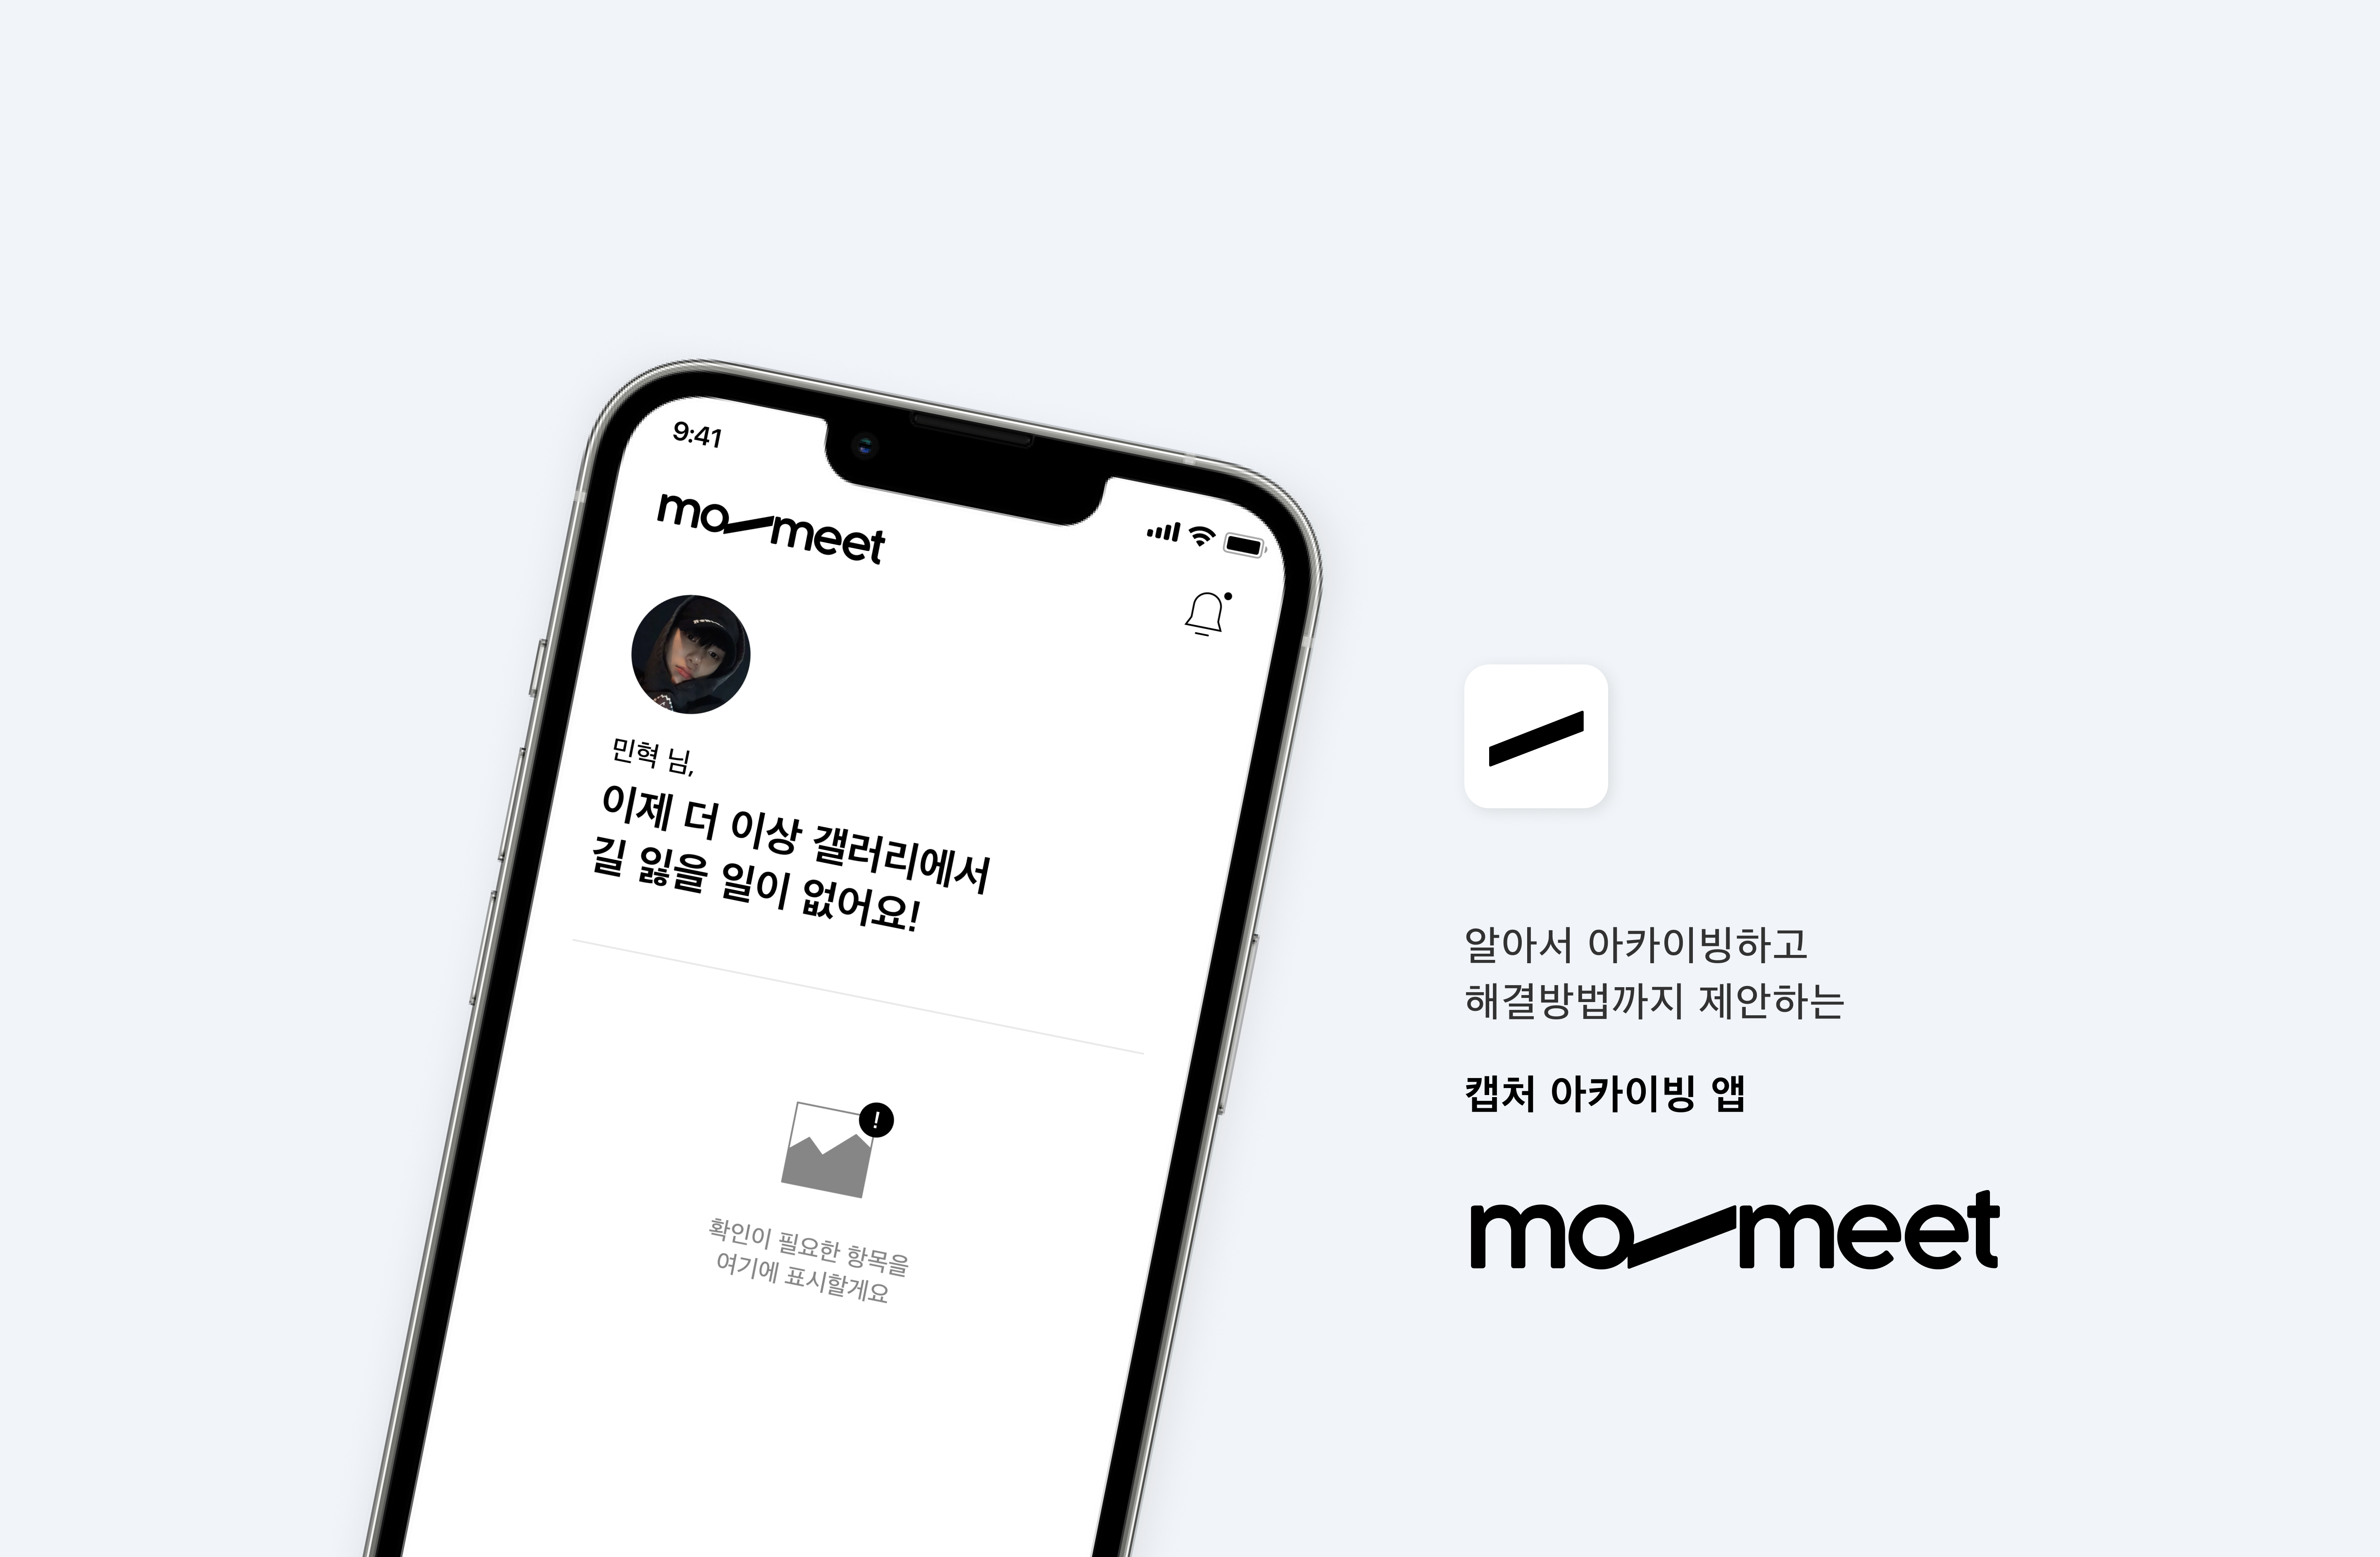 9:41
mo meet
민혁 님,
이제 더 이상 갤러리에서
길 잃을 일이 없어요!
!
확인이 필요한 항목을
여기에 표시할게요
알아서 아카이빙하고
해결방법까지 제안하는
캡처 아카이빙 앱
mo meet